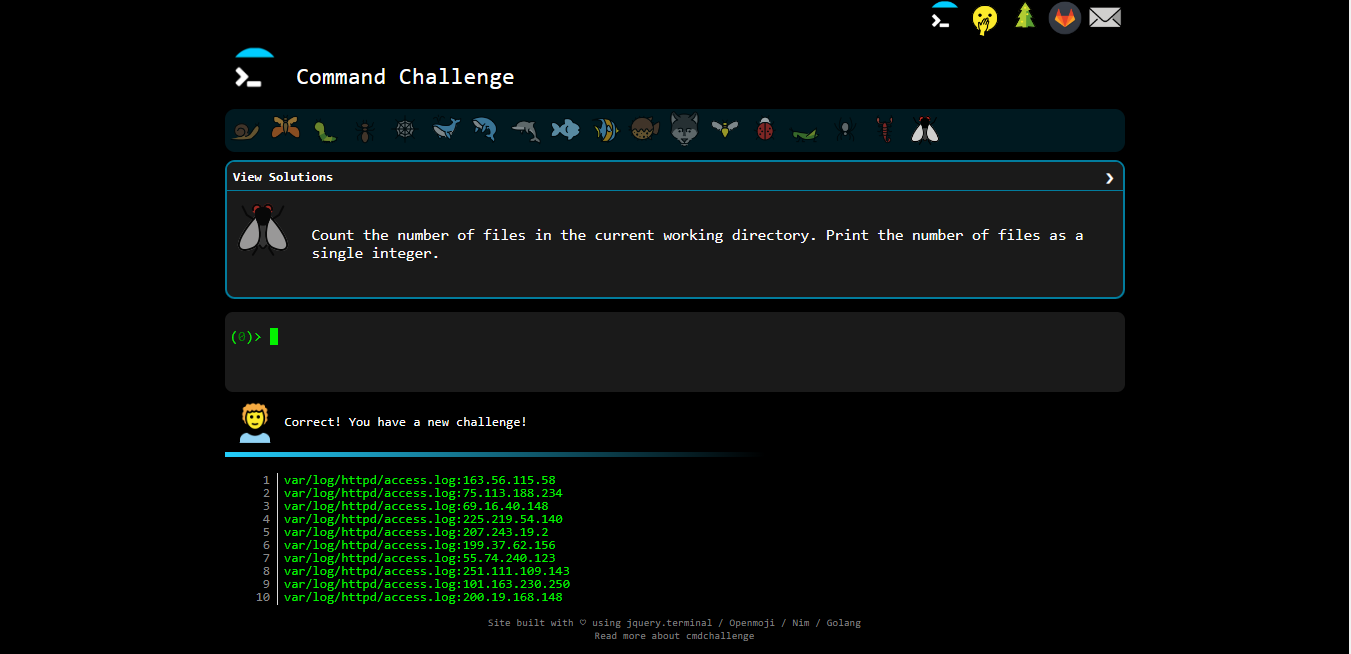 Command Challenge
View Solutions
Count the number of files in the current working directory. Print the number of files as a
single integer.
(0)>
Correct! You have a new challenge!
1 var/log/httpd/access.log:163.56.115.58
2 var/log/httpd/access.log:75.113.188.234
3 var/log/httpd/access.log:69.16.40.148
4 var/log/httpd/access.log:225.219.54.140
5 var/log/httpd/access.log:207.243.19.2
6 var/log/httpd/access.log:199.37.62.156
7 var/log/httpd/access.log:55.74.240.123
8 var/log/httpd/access.log:251.111.109.143
9 var/log/httpd/access.log:101.163.230.250
10 var/log/httpd/access.log:200.19.168.148
Site built with ♡ using jquery.terminal / Openmoji / Nim / Golang
Read more about cmdchallenge